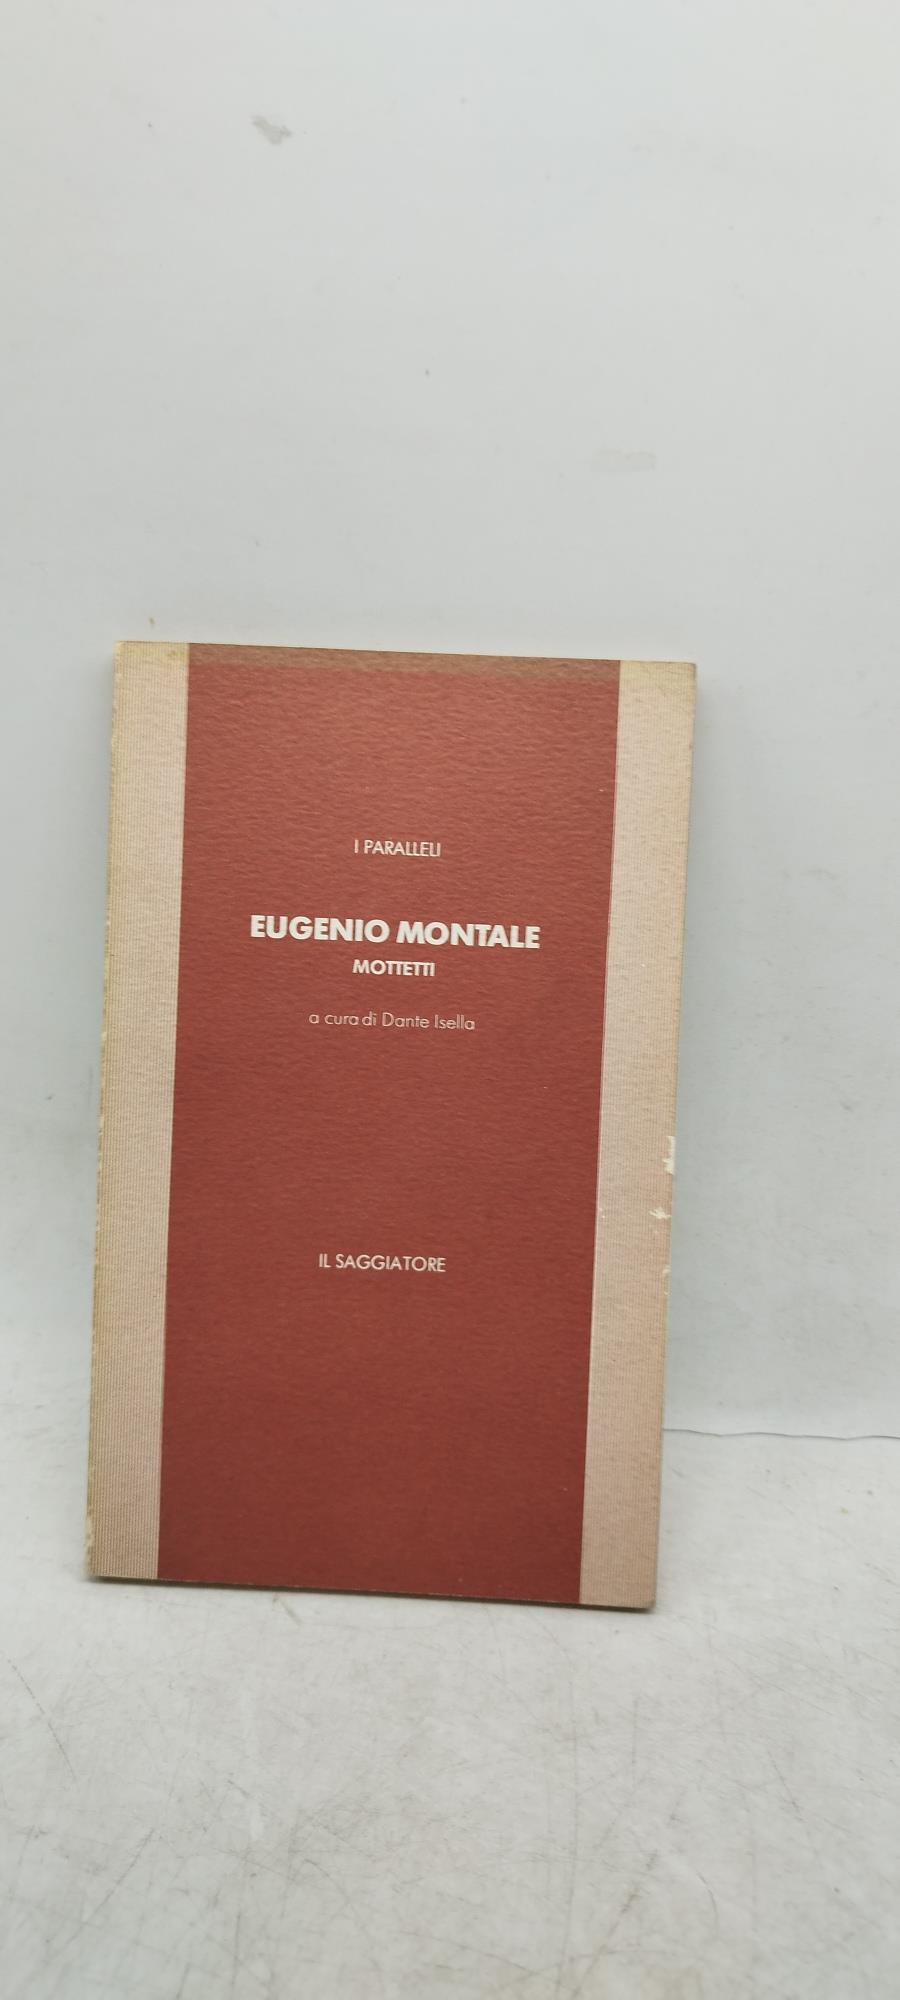 I PARALLELI
EUGENIO MONTALE
MOTTETTI
a cura di Dante Isella
IL SAGGIATORE